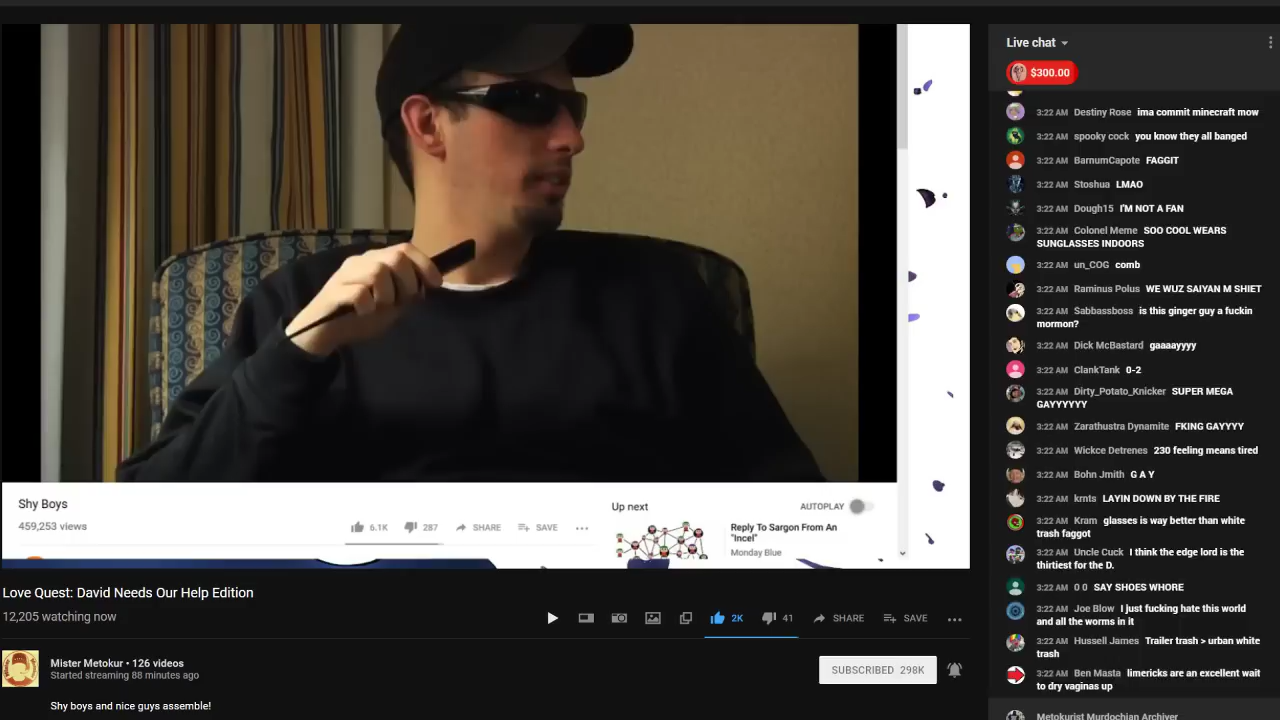 Live chat
$300.00
3:22 AM Destiny Rose ima commit minecraft mow
3:22 AM spooky cock you know they all banged
3:22 AM BarnumCapote FAGGIT
3:22 AM Stoshua LMAO
3:22 AM Dough15 I'M NOT A FAN
3:22 AM Colonel Meme SOO COOL WEARS
SUNGLASSES INDOORS
3:22 AM un_COG comb
3:22 AM Raminus Polus WE WUZ SAIYAN M SHIET
3:22 AM Sabbassboss is this ginger guy a fuckin
mormon?
3:22 AM Dick McBastard gaaaayyyy
3:22 AM ClankTank 0-2
3:22 AM Dirty_Potato_Knicker SUPER MEGA
GAYYYYYY
3:22 AM Zarathustra Dynamite FKING GAYYYY
3:22 AM Wickce Detrenes 230 feeling means tired
3:22 AM Bohn Jmith G A Y
3:22 AM krnts LAYIN DOWN BY THE FIRE
3:22 AM Kram glasses is way better than white
trash faggot
3:22 AM Uncle Cuck I think the edge lord is the
thirtiest for the D.
3:22 AM 0 0 SAY SHOES WHORE
3:22 AM Joe Blow I just fucking hate this world
and all the worms in it
3:22 AM Hussell James Trailer trash > urban white
trash
3:22 AM Ben Masta limericks are an excellent wait
to dry vaginas up
Metokurist Murdochian Archiver
Shy Boys
459,253 views
6.1K 287 SHARE SAVE
Up next
AUTOPLAY
Reply To Sargon From An
"Incel"
Monday Blue
Love Quest: David Needs Our Help Edition
12,205 watching now
2K 41 SHARE SAVE
Mister Metokur • 126 videos
Started streaming 88 minutes ago
SUBSCRIBED 298K
Shy boys and nice guys assemble!